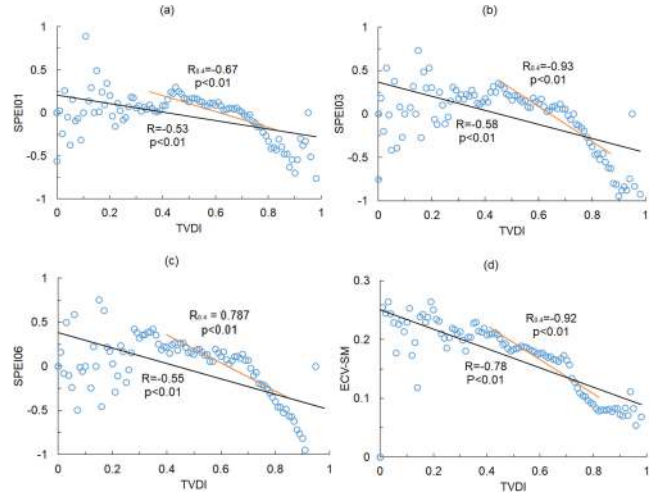 (a)
1
0.5
0
-0.5
-1
SPEI01
R0.4=-0.67
p<0.01
R=-0.53
p<0.01
0 0.2 0.4 0.6 0.8 1
TVDI
(b)
1
0.5
0
-0.5
-1
SPEI03
R0.4=-0.93
p<0.01
R=-0.58
p<0.01
0 0.2 0.4 0.6 0.8 1
TVDI
(c)
1
0.5
0
-0.5
-1
SPEI06
R0.4 = 0.787
p<0.01
R=-0.55
p<0.01
0 0.2 0.4 0.6 0.8 1
TVDI
(d)
0.3
0.2
0.1
0
ECV-SM
R0.4=-0.92
p<0.01
R=-0.78
P<0.01
0 0.2 0.4 0.6 0.8 1
TVDI